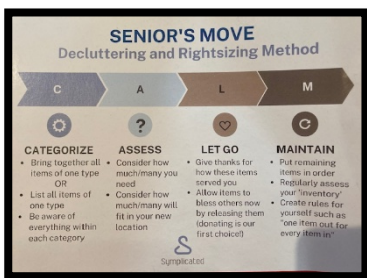 SENIOR'S MOVE
Decluttering and Rightsizing Method
C A L M
CATEGORIZE
• Bring together all
items of one type
OR
• List all items of
one type
• Be aware of
everything within
each category
?
ASSESS
• Consider how
much/many you
need
• Consider how
much/many will
fit in your new
location
LET GO
• Give thanks for
how these items
served you
• Allow items to
bless others now
by releasing them
(donating is our
first choice!)
MAINTAIN
• Put remaining
items in order
• Regularly assess
your 'inventory'
• Create rules for
yourself such as
"one item out for
every item in"
Symplicated